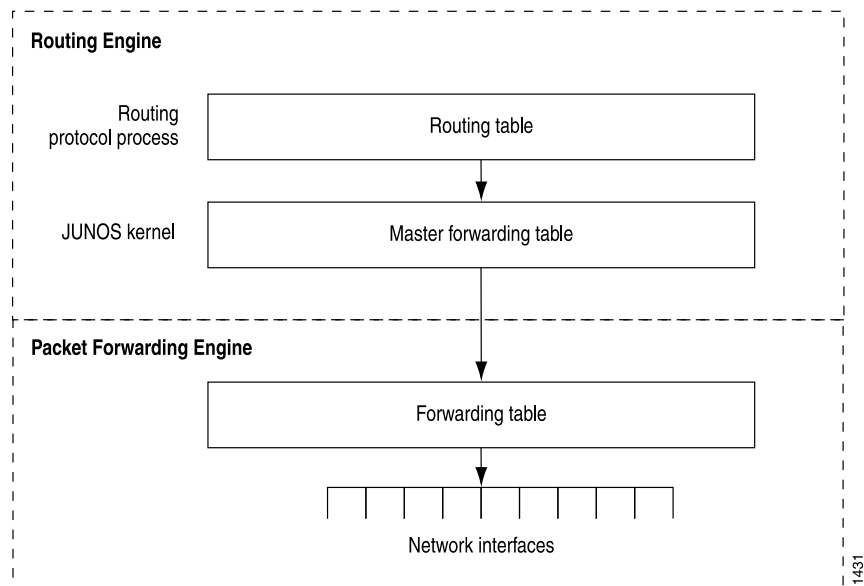 Routing Engine
Routing
protocol process
Routing table
JUNOS kernel
Master forwarding table
Packet Forwarding Engine
Forwarding table
Network interfaces
1431